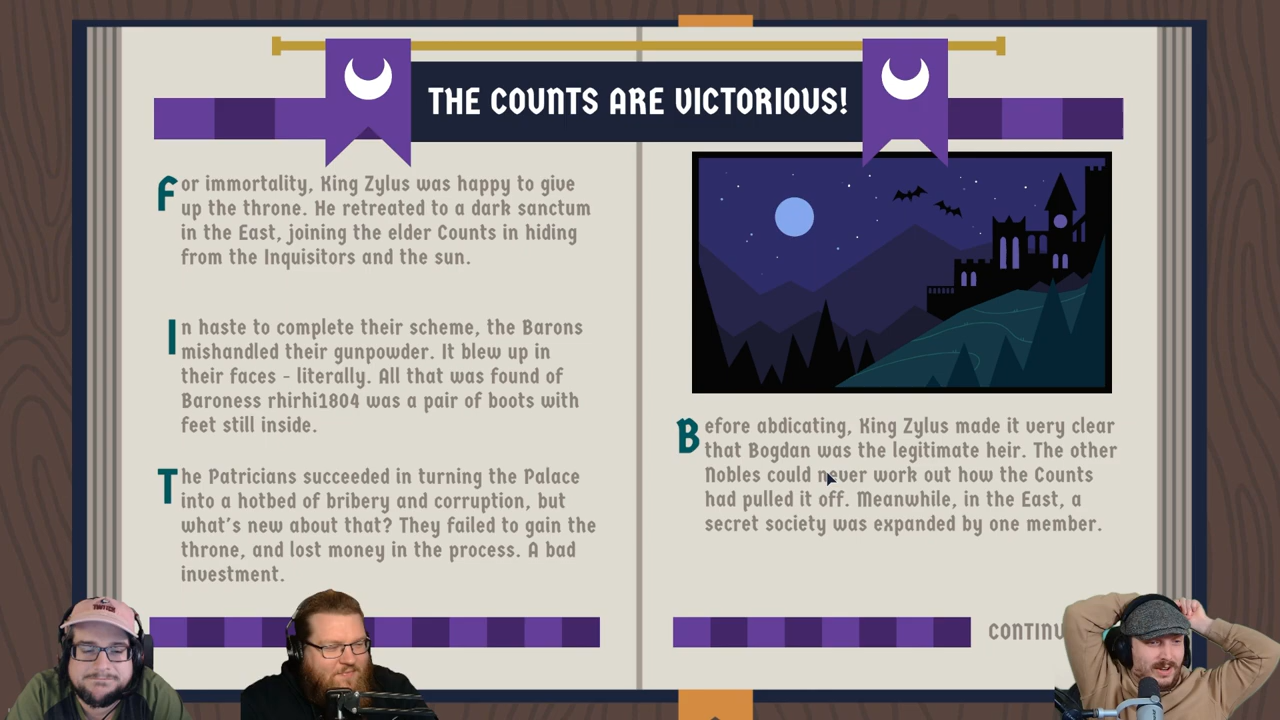 THE COUNTS ARE VICTORIOUS!
For immortality, King Zylus was happy to give
up the throne. He retreated to a dark sanctum
in the East, joining the elder Counts in hiding
from the Inquisitors and the sun.
In haste to complete their scheme, the Barons
mishandled their gunpowder. It blew up in
their faces - literally. All that was found of
Baroness rhirhi1804 was a pair of boots with
feet still inside.
The Patricians succeeded in turning the Palace
into a hotbed of bribery and corruption, but
what's new about that? They failed to gain the
throne, and lost money in the process. A bad
investment.
Before abdicating, King Zylus made it very clear
that Bogdan was the legitimate heir. The other
Nobles could never work out how the Counts
had pulled it off. Meanwhile, in the East, a
secret society was expanded by one member.
CONTINU